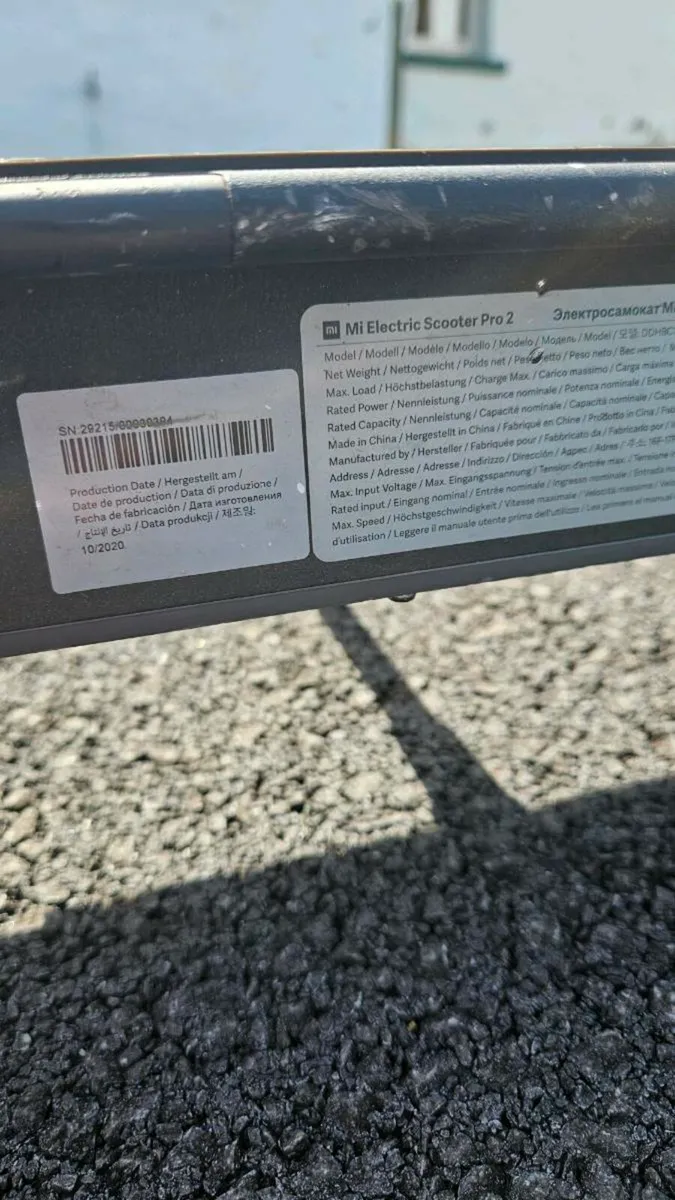 SN:29215/00030394
Production Date / Hergestellt am /
Date de production / Data di produzione /
Fecha de fabricación / Дата изготовления
/ تاريخ الإنتاج / Data produkcji / 제조일:
10/2020
mi Mi Electric Scooter Pro 2 Электросамокат
Model / Modell / Modèle / Modello / Modelo / Модель / Model / 모델:
Net Weight / Nettogewicht / Poids net / Peso netto / Peso neto / Вес нетто /
Max. Load / Höchstbelastung / Charge Max. / Carico massimo / Carga máxima
Rated Power / Nennleistung / Puissance nominale / Potenza nominale /
Rated Capacity / Nennleistung / Capacité nominale / Capacità nominale /
Made in China / Hergestellt in China / Fabriqué en Chine / Prodotto in Cina /
Manufactured by / Hersteller / Fabriquée pour / Fabbricato da / Fabricado por /
Address / Adresse / Adresse / Indirizzo / Dirección / Адрес / Adres / 주소:
Max. Input Voltage / Max. Eingangsspannung / Tension d'entrée max. /
Rated input / Eingang nominal / Entrée nominale / Ingresso nominale / Entrada
Max. Speed / Höchstgeschwindigkeit / Vitesse maximale / Velocità massima /
d'utilisation / Leggere il manuale utente prima dell'utilizzo / Lea primero el manual